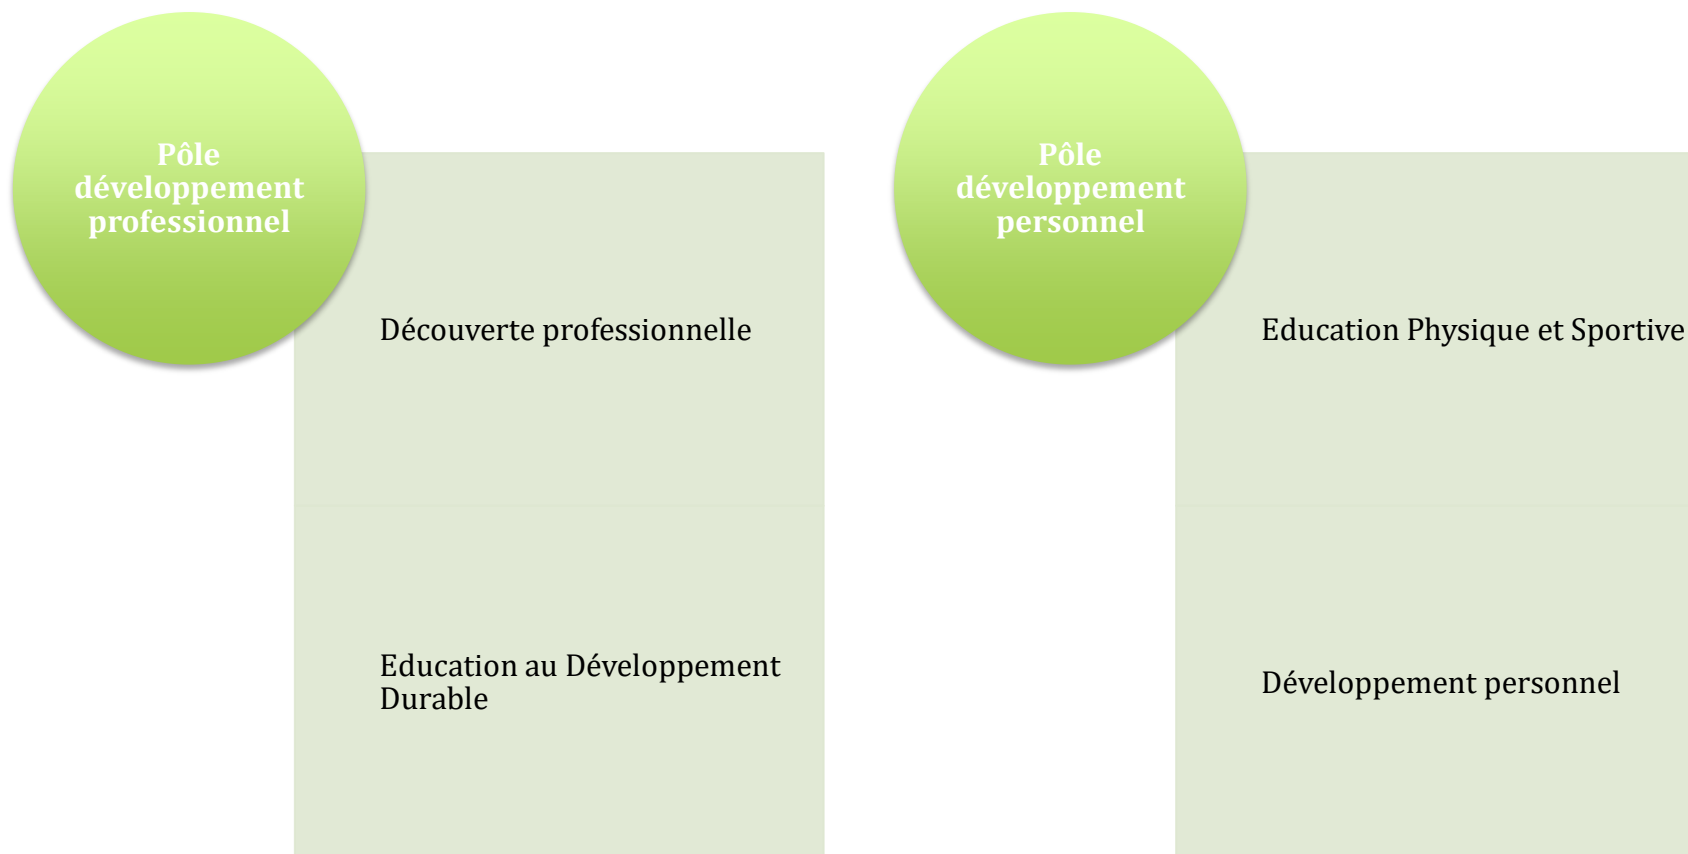 Pôle
développement
professionnel
Découverte professionnelle
Education au Développement
Durable
Pôle
développement
personnel
Education Physique et Sportive
Développement personnel